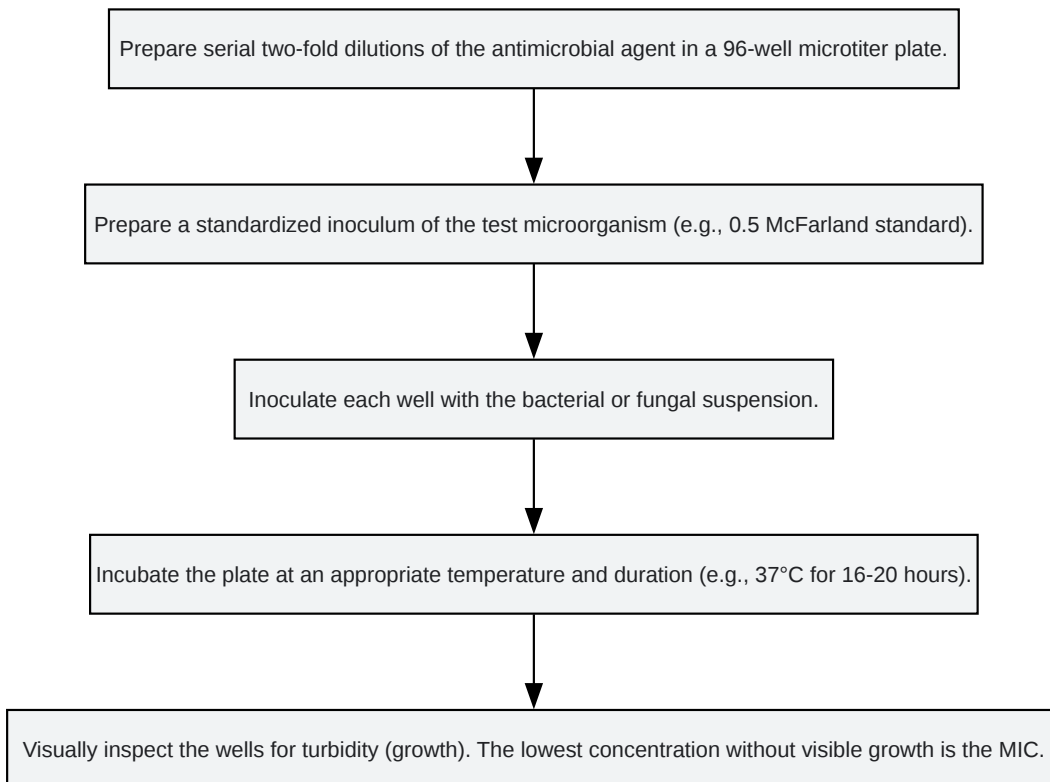 Prepare serial two-fold dilutions of the antimicrobial agent in a 96-well microtiter plate.
Prepare a standardized inoculum of the test microorganism (e.g., 0.5 McFarland standard).
Inoculate each well with the bacterial or fungal suspension.
Incubate the plate at an appropriate temperature and duration (e.g., 37°C for 16-20 hours).
Visually inspect the wells for turbidity (growth). The lowest concentration without visible growth is the MIC.